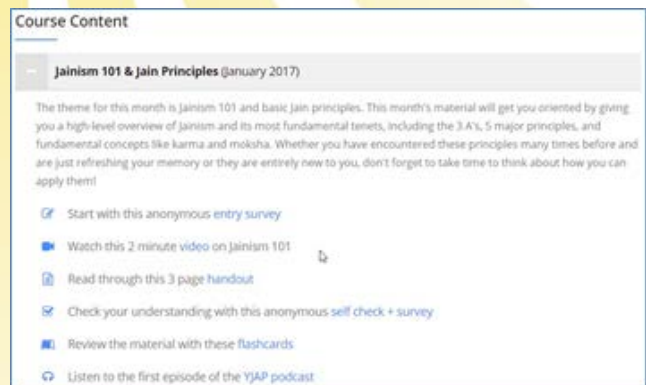 Course Content
Jainism 101 & Jain Principles (January 2017)
The theme for this month is Jainism 101 and basic Jain principles. This month's material will get you oriented by giving
you a high-level overview of Jainism and its most fundamental tenets, including the 3 A's, 5 major principles, and
fundamental concepts like karma and moksha. Whether you have encountered these principles many times before and
are just refreshing your memory or they are entirely new to you, don't forget to take time to think about how you can
apply them!
Start with this anonymous entry survey
Watch this 2 minute video on Jainism 101
Read through this 3 page handout
Check your understanding with this anonymous self check + survey
Review the material with these flashcards
Listen to the first episode of the YJAP podcast